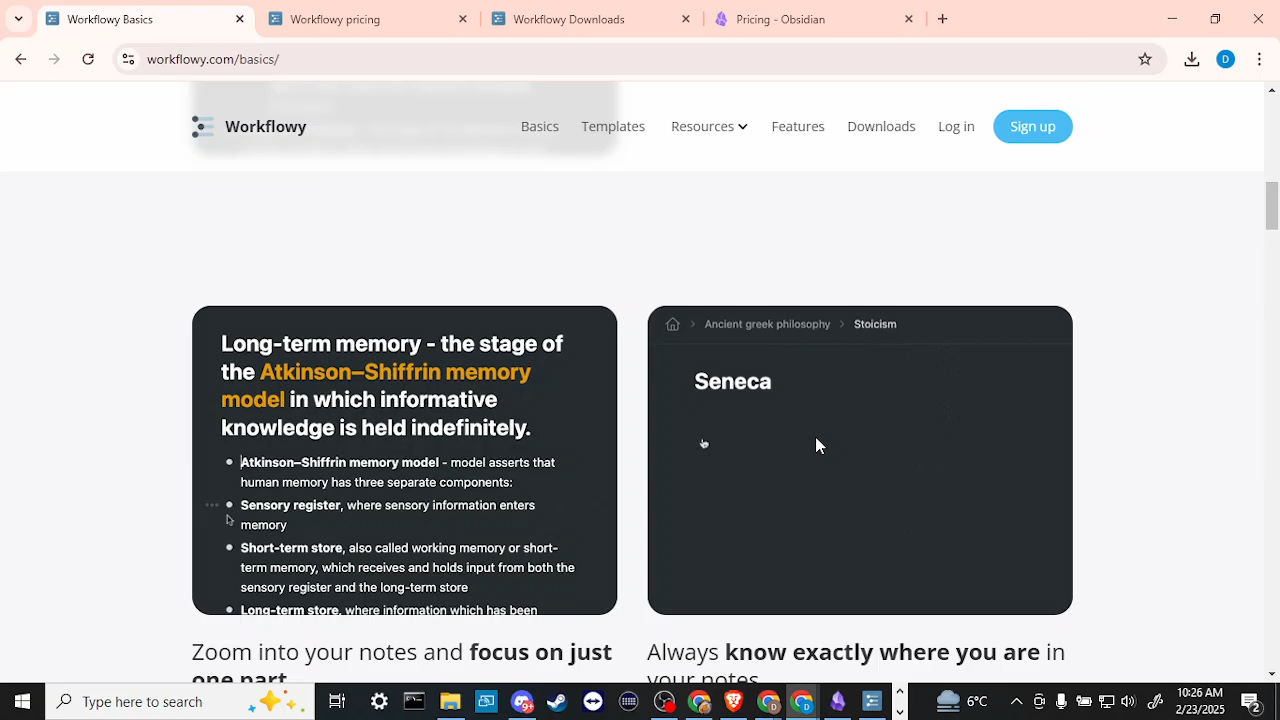 Workflowy Basics
Workflowy pricing
Workflowy Downloads
Pricing - Obsidian
workflowy.com/basics/
D
Workflowy
Basics
Templates
Resources
Features
Downloads
Log in
Sign up
Long-term memory - the stage of
the Atkinson–Shiffrin memory
model in which informative
knowledge is held indefinitely.
Atkinson–Shiffrin memory model - model asserts that
human memory has three separate components:
Sensory register, where sensory information enters
memory
Short-term store, also called working memory or short-
term memory, which receives and holds input from both the
sensory register and the long-term store
Long-term store, where information which has been
Ancient greek philosophy
Stoicism
Seneca
Zoom into your notes and focus on just
one part
Always know exactly where you are in
your notes
Type here to search
6°C
10:26 AM
2/23/2025
2